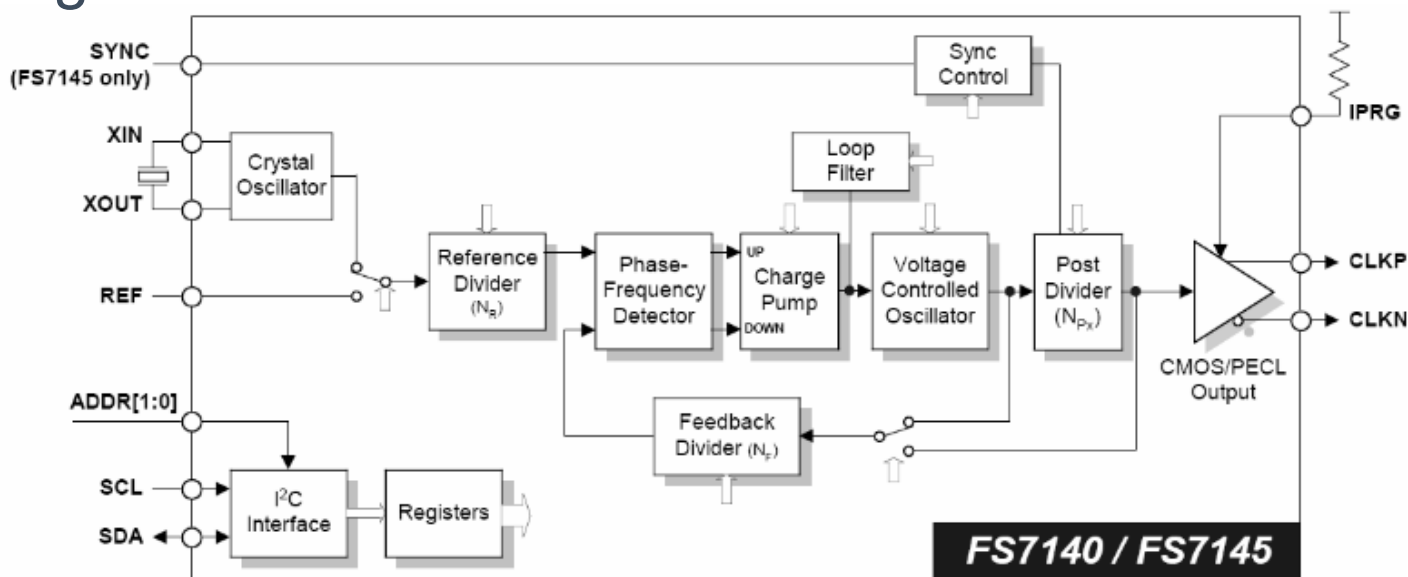 SYNC
(FS7145 only)
Sync
Control
IPRG
XIN
XOUT
Crystal
Oscillator
Loop
Filter
REF
Reference
Divider
(NR)
Phase-
Frequency
Detector
UP
Charge
Pump
DOWN
Voltage
Controlled
Oscillator
Post
Divider
(NPx)
CLKP
CLKN
CMOS/PECL
Output
Feedback
Divider (NF)
ADDR[1:0]
SCL
SDA
I²C
Interface
Registers
FS7140 / FS7145